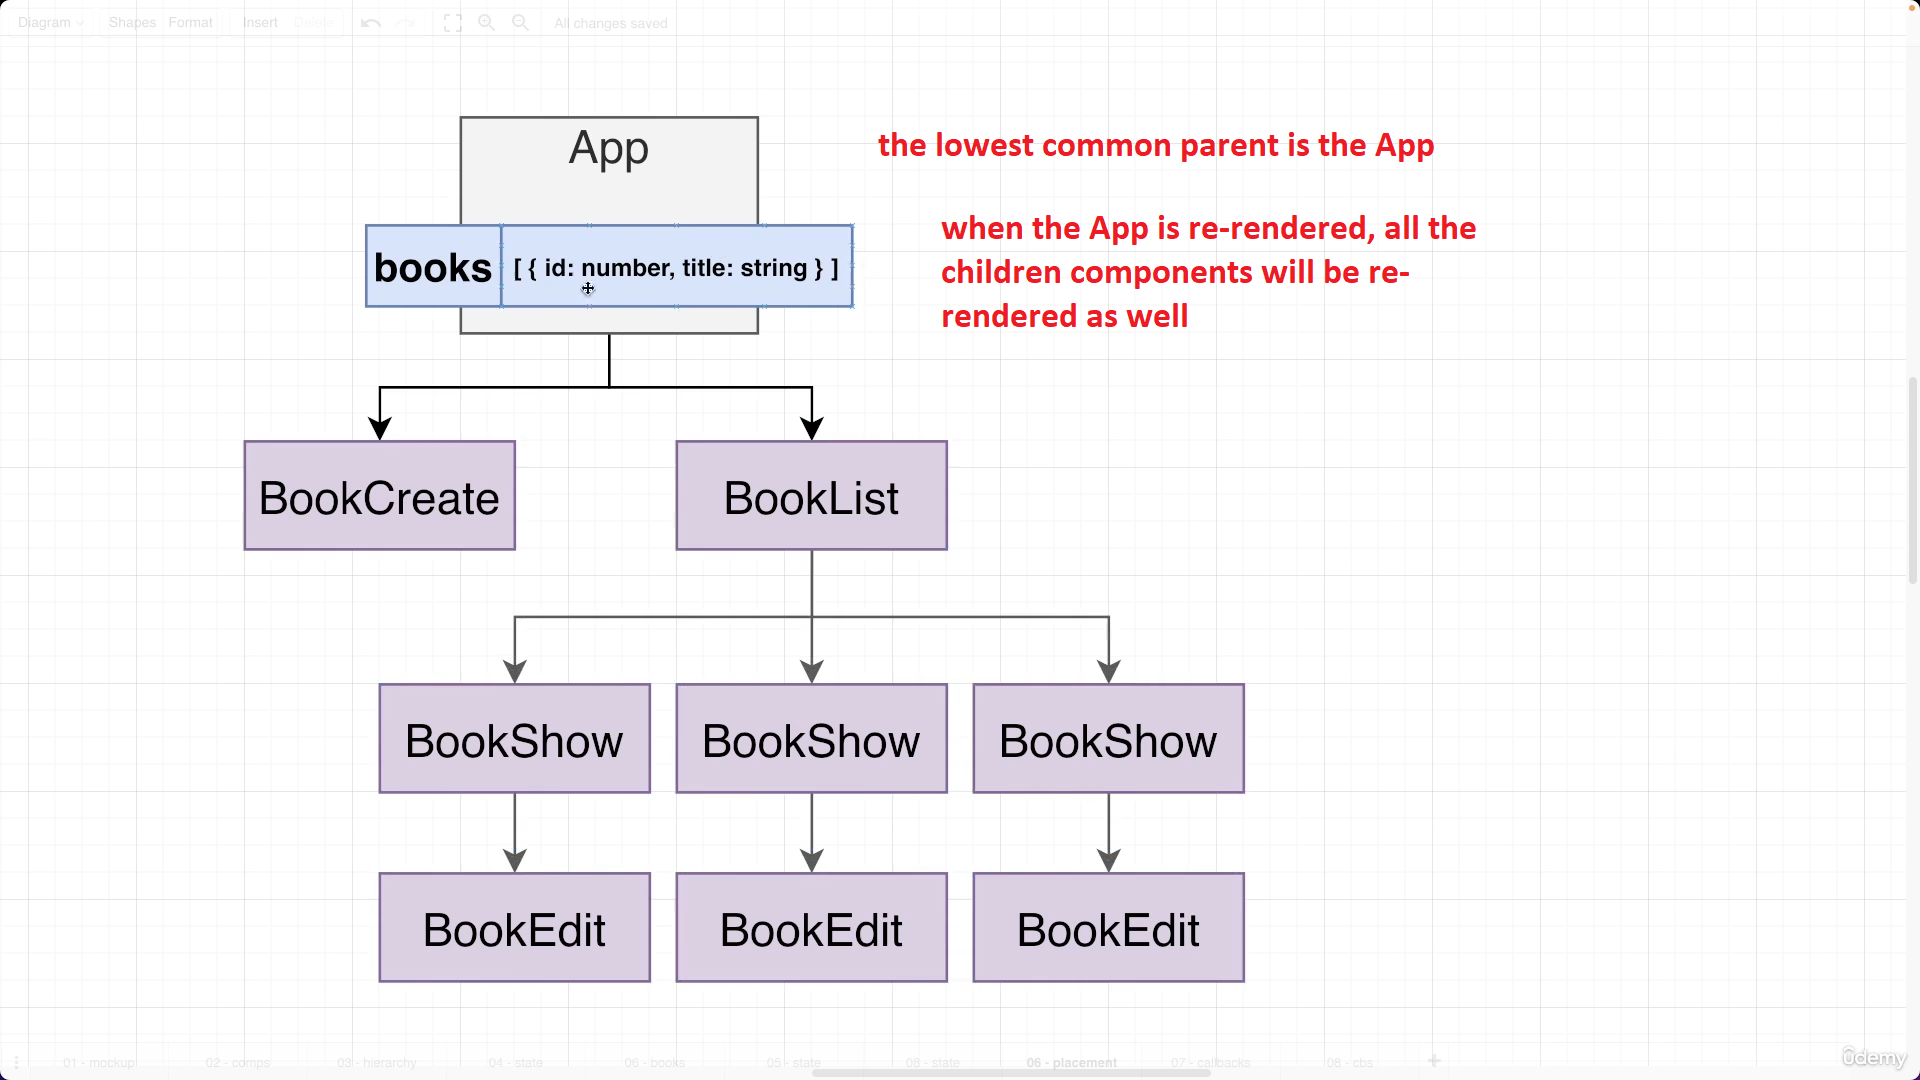 Diagram Shapes Format Insert Delete All changes saved
App
the lowest common parent is the App
books [ { id: number, title: string } ]
when the App is re-rendered, all the
children components will be re-
rendered as well
BookCreate BookList
BookShow BookShow BookShow
BookEdit BookEdit BookEdit
01 - mockup 02 - comps 03 - hierarchy 04 - state 06 - books 05 - state 06 - state 06 - placement 07 - callbacks 08 - cbs
ûdemy